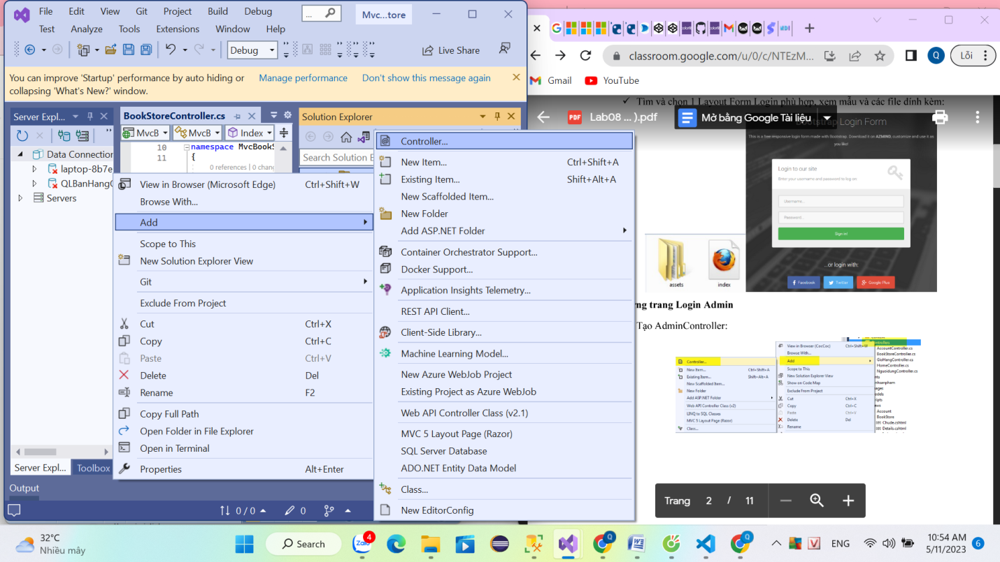 File Edit View Git Project Build Debug
Test Analyze Tools Extensions Window Help
...
Mvc...tore
Debug
Live Share
You can improve 'Startup' performance by auto hiding or
collapsing 'What's New?' window.
Manage performance
Don't show this message again
Server Expl...
BookStoreController.cs
Solution Explorer
MvcB
MvcB
Index
10 namespace MvcBookS
11 {
0 references | 0 chang
Search Solution E
Data Connection
laptop-8b7e
QLBanHangC
Servers
View in Browser (Microsoft Edge) Ctrl+Shift+W
Browse With...
Add
Scope to This
New Solution Explorer View
Git
Exclude From Project
Cut Ctrl+X
Copy Ctrl+C
Paste Ctrl+V
Delete Del
Rename F2
Copy Full Path
Open Folder in File Explorer
Open in Terminal
Properties Alt+Enter
Controller...
New Item... Ctrl+Shift+A
Existing Item... Shift+Alt+A
New Scaffolded Item...
New Folder
Add ASP.NET Folder
Container Orchestrator Support...
Docker Support...
Application Insights Telemetry...
REST API Client...
Client-Side Library...
Machine Learning Model...
New Azure WebJob Project
Existing Project as Azure WebJob
Web API Controller Class (v2.1)
MVC 5 Layout Page (Razor)
SQL Server Database
ADO.NET Entity Data Model
Class...
New EditorConfig
Server Expl...
Toolbox
Output
0 / 0
0
classroom.google.com/u/0/c/NTEzM...
Q
Lỗi
Gmail
YouTube
Tìm và chọn 1 Layout Form Login phù hợp, xem mẫu và các file đính kèm:
PDF
Lab08 ... ).pdf
Mở bằng Google Tài liệu
Bootstrap Login Form
This is a free responsive login form made with Bootstrap. Download it on AZMIND, customize and use it as
you like!
Login to our site
Enter your username and password to log on:
Username...
Password...
Sign in!
...or login with:
Facebook
Twitter
Google Plus
assets
index
ng trang Login Admin
Tạo AdminController:
View in Browser (CocCoc) Ctrl+Shift+W
Browse With...
Add
Scope to This
New Solution Explorer View
Show on Code Map
Exclude From Project
Cut Ctrl+X
Copy Ctrl+C
Paste Ctrl+V
Delete Del
Rename
Controller...
New Item... Ctrl+Shift+A
Existing Item... Shift+Alt+A
New Scaffolded Item...
New Folder
Add ASP.NET Folder
Web API Controller Class (v2)
LINQ to SQL Classes
MVC 5 Layout Page (Razor)
Class...
AccountController.cs
BookStoreController.cs
GioHangController.cs
HomeController.cs
NguoidungController.cs
Account
BookStore
Chude.cshtml
Details.cshtml
Trang 2 / 11
32°C
Nhiều mây
Search
Zalo
4
Q
Q
ENG
10:54 AM
5/11/2023
6